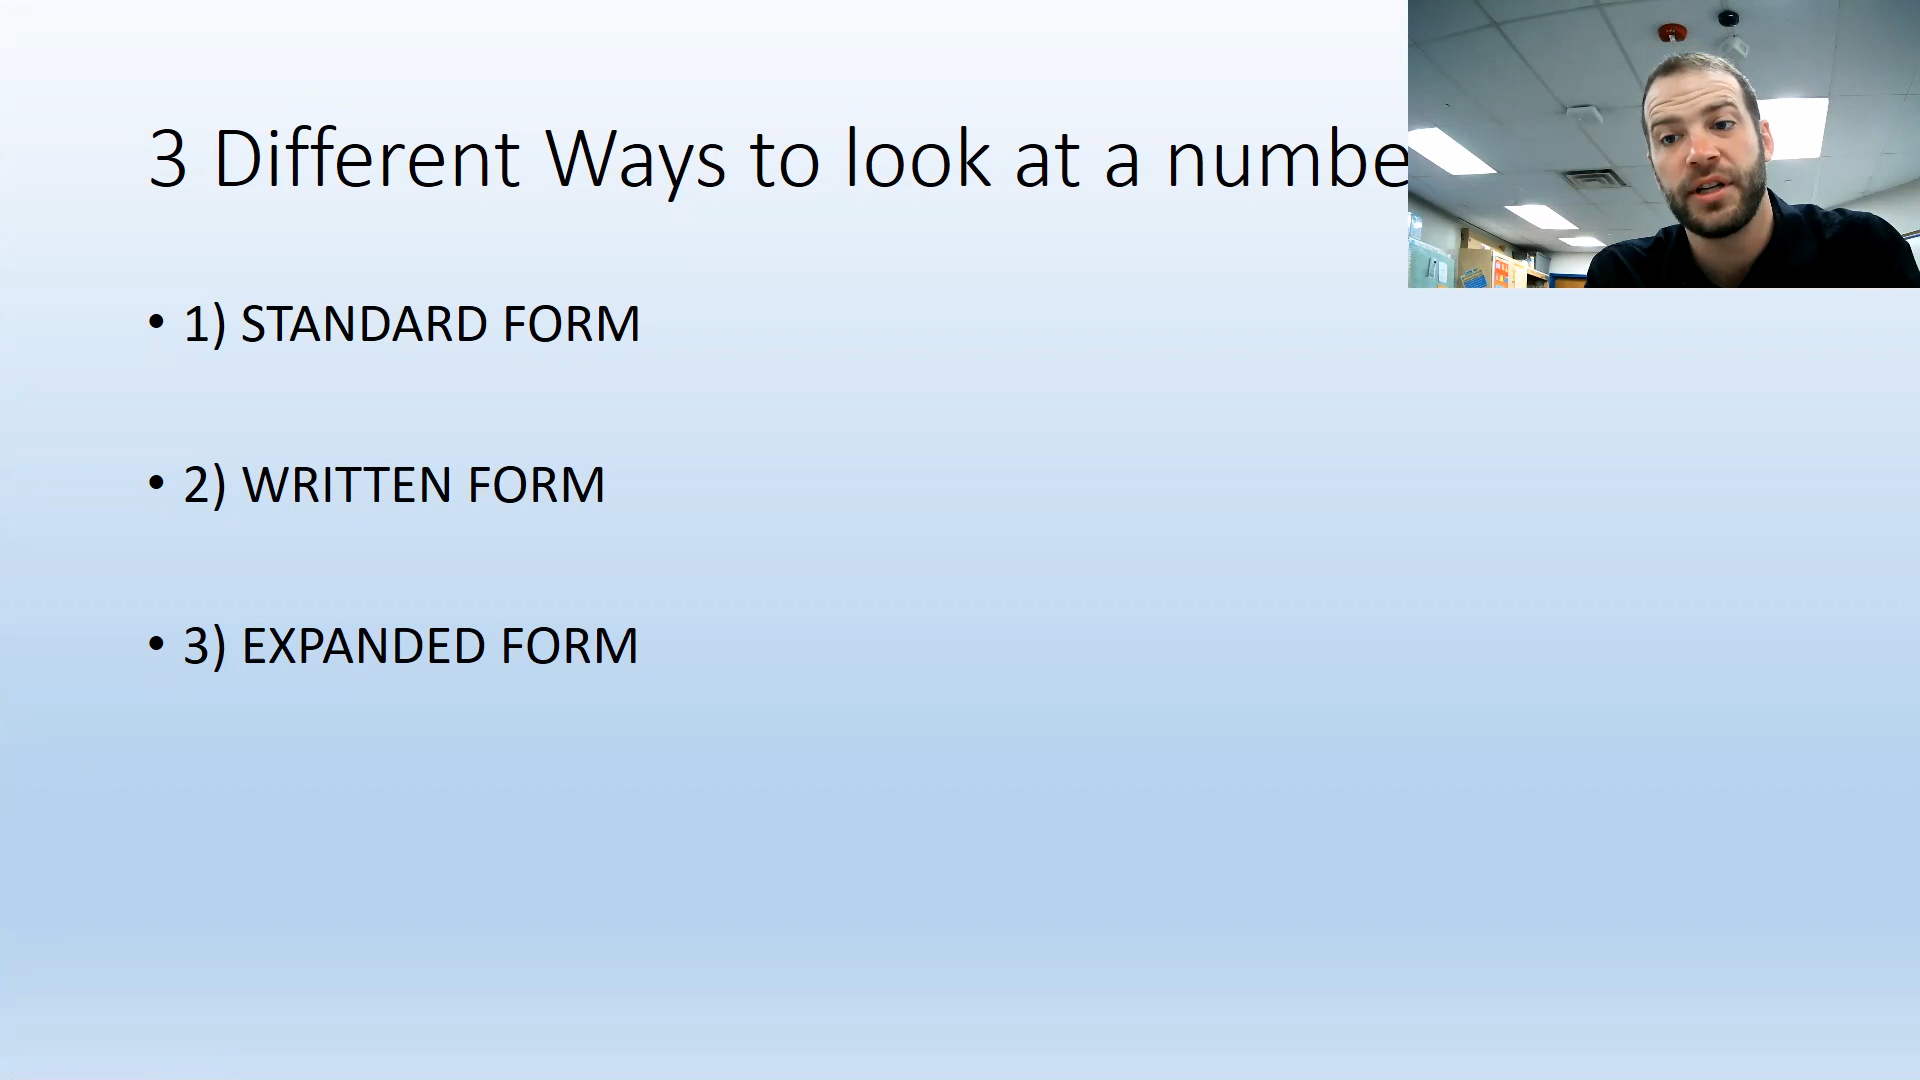 3 Different Ways to look at a numbe
• 1) STANDARD FORM
• 2) WRITTEN FORM
• 3) EXPANDED FORM